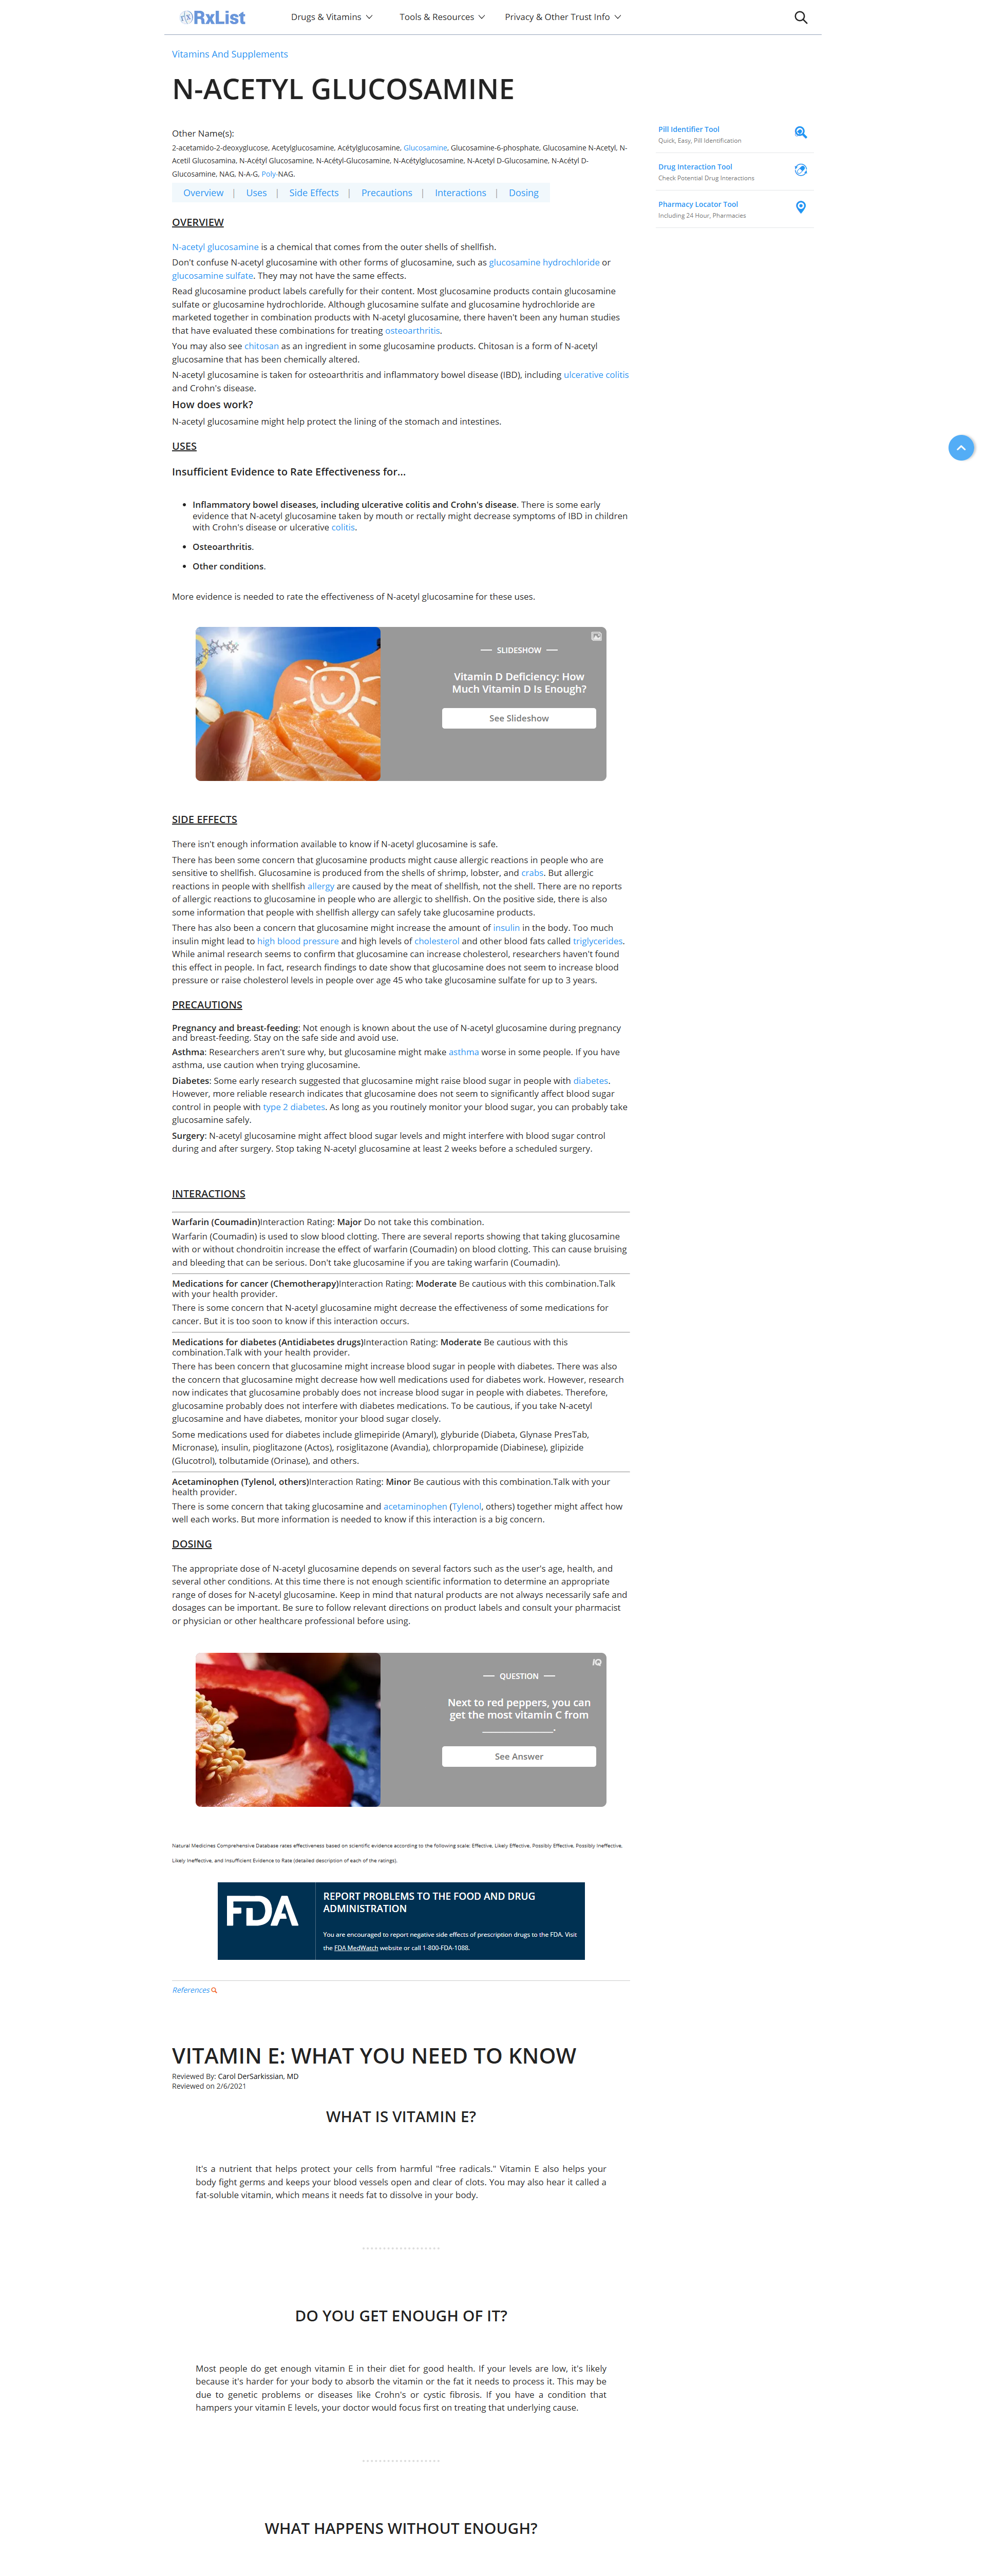 RxList
Drugs & Vitamins
Tools & Resources
Privacy & Other Trust Info
Vitamins And Supplements
N-ACETYL GLUCOSAMINE
Other Name(s):
2-acetamido-2-deoxyglucose, Acetylglucosamine, Acétylglucosamine, Glucosamine, Glucosamine-6-phosphate, Glucosamine N-Acetyl, N-
Acetil Glucosamina, N-Acétyl Glucosamine, N-Acétyl-Glucosamine, N-Acétylglucosamine, N-Acetyl D-Glucosamine, N-Acétyl D-
Glucosamine, NAG, N-A-G, Poly-NAG.
Pill Identifier Tool
Quick, Easy, Pill Identification
Drug Interaction Tool
Check Potential Drug Interactions
Pharmacy Locator Tool
Including 24 Hour, Pharmacies
Overview | Uses | Side Effects | Precautions | Interactions | Dosing
OVERVIEW
N-acetyl glucosamine is a chemical that comes from the outer shells of shellfish.
Don't confuse N-acetyl glucosamine with other forms of glucosamine, such as glucosamine hydrochloride or
glucosamine sulfate. They may not have the same effects.
Read glucosamine product labels carefully for their content. Most glucosamine products contain glucosamine
sulfate or glucosamine hydrochloride. Although glucosamine sulfate and glucosamine hydrochloride are
marketed together in combination products with N-acetyl glucosamine, there haven't been any human studies
that have evaluated these combinations for treating osteoarthritis.
You may also see chitosan as an ingredient in some glucosamine products. Chitosan is a form of N-acetyl
glucosamine that has been chemically altered.
N-acetyl glucosamine is taken for osteoarthritis and inflammatory bowel disease (IBD), including ulcerative colitis
and Crohn's disease.
How does work?
N-acetyl glucosamine might help protect the lining of the stomach and intestines.
USES
Insufficient Evidence to Rate Effectiveness for...
• Inflammatory bowel diseases, including ulcerative colitis and Crohn's disease. There is some early
evidence that N-acetyl glucosamine taken by mouth or rectally might decrease symptoms of IBD in children
with Crohn's disease or ulcerative colitis.
• Osteoarthritis.
• Other conditions.
More evidence is needed to rate the effectiveness of N-acetyl glucosamine for these uses.
SLIDESHOW
Vitamin D Deficiency: How
Much Vitamin D Is Enough?
See Slideshow
SIDE EFFECTS
There isn't enough information available to know if N-acetyl glucosamine is safe.
There has been some concern that glucosamine products might cause allergic reactions in people who are
sensitive to shellfish. Glucosamine is produced from the shells of shrimp, lobster, and crabs. But allergic
reactions in people with shellfish allergy are caused by the meat of shellfish, not the shell. There are no reports
of allergic reactions to glucosamine in people who are allergic to shellfish. On the positive side, there is also
some information that people with shellfish allergy can safely take glucosamine products.
There has also been a concern that glucosamine might increase the amount of insulin in the body. Too much
insulin might lead to high blood pressure and high levels of cholesterol and other blood fats called triglycerides.
While animal research seems to confirm that glucosamine can increase cholesterol, researchers haven't found
this effect in people. In fact, research findings to date show that glucosamine does not seem to increase blood
pressure or raise cholesterol levels in people over age 45 who take glucosamine sulfate for up to 3 years.
PRECAUTIONS
Pregnancy and breast-feeding: Not enough is known about the use of N-acetyl glucosamine during pregnancy
and breast-feeding. Stay on the safe side and avoid use.
Asthma: Researchers aren't sure why, but glucosamine might make asthma worse in some people. If you have
asthma, use caution when trying glucosamine.
Diabetes: Some early research suggested that glucosamine might raise blood sugar in people with diabetes.
However, more reliable research indicates that glucosamine does not seem to significantly affect blood sugar
control in people with type 2 diabetes. As long as you routinely monitor your blood sugar, you can probably take
glucosamine safely.
Surgery: N-acetyl glucosamine might affect blood sugar levels and might interfere with blood sugar control
during and after surgery. Stop taking N-acetyl glucosamine at least 2 weeks before a scheduled surgery.
INTERACTIONS
Warfarin (Coumadin)Interaction Rating: Major Do not take this combination.
Warfarin (Coumadin) is used to slow blood clotting. There are several reports showing that taking glucosamine
with or without chondroitin increase the effect of warfarin (Coumadin) on blood clotting. This can cause bruising
and bleeding that can be serious. Don't take glucosamine if you are taking warfarin (Coumadin).
Medications for cancer (Chemotherapy)Interaction Rating: Moderate Be cautious with this combination.Talk
with your health provider.
There is some concern that N-acetyl glucosamine might decrease the effectiveness of some medications for
cancer. But it is too soon to know if this interaction occurs.
Medications for diabetes (Antidiabetes drugs)Interaction Rating: Moderate Be cautious with this
combination.Talk with your health provider.
There has been concern that glucosamine might increase blood sugar in people with diabetes. There was also
the concern that glucosamine might decrease how well medications used for diabetes work. However, research
now indicates that glucosamine probably does not increase blood sugar in people with diabetes. Therefore,
glucosamine probably does not interfere with diabetes medications. To be cautious, if you take N-acetyl
glucosamine and have diabetes, monitor your blood sugar closely.
Some medications used for diabetes include glimepiride (Amaryl), glyburide (Diabeta, Glynase PresTab,
Micronase), insulin, pioglitazone (Actos), rosiglitazone (Avandia), chlorpropamide (Diabinese), glipizide
(Glucotrol), tolbutamide (Orinase), and others.
Acetaminophen (Tylenol, others)Interaction Rating: Minor Be cautious with this combination.Talk with your
health provider.
There is some concern that taking glucosamine and acetaminophen (Tylenol, others) together might affect how
well each works. But more information is needed to know if this interaction is a big concern.
DOSING
The appropriate dose of N-acetyl glucosamine depends on several factors such as the user's age, health, and
several other conditions. At this time there is not enough scientific information to determine an appropriate
range of doses for N-acetyl glucosamine. Keep in mind that natural products are not always necessarily safe and
dosages can be important. Be sure to follow relevant directions on product labels and consult your pharmacist
or physician or other healthcare professional before using.
IQ
QUESTION
Next to red peppers, you can
get the most vitamin C from
________________.
See Answer
Natural Medicines Comprehensive Database rates effectiveness based on scientific evidence according to the following scale: Effective, Likely Effective, Possibly Effective, Possibly Ineffective,
Likely Ineffective, and Insufficient Evidence to Rate (detailed description of each of the ratings).
FDA
REPORT PROBLEMS TO THE FOOD AND DRUG
ADMINISTRATION
You are encouraged to report negative side effects of prescription drugs to the FDA. Visit
the FDA MedWatch website or call 1-800-FDA-1088.
References
VITAMIN E: WHAT YOU NEED TO KNOW
Reviewed By: Carol DerSarkissian, MD
Reviewed on 2/6/2021
WHAT IS VITAMIN E?
It's a nutrient that helps protect your cells from harmful "free radicals." Vitamin E also helps your
body fight germs and keeps your blood vessels open and clear of clots. You may also hear it called a
fat-soluble vitamin, which means it needs fat to dissolve in your body.
DO YOU GET ENOUGH OF IT?
Most people do get enough vitamin E in their diet for good health. If your levels are low, it's likely
because it's harder for your body to absorb the vitamin or the fat it needs to process it. This may be
due to genetic problems or diseases like Crohn's or cystic fibrosis. If you have a condition that
hampers your vitamin E levels, your doctor would focus first on treating that underlying cause.
WHAT HAPPENS WITHOUT ENOUGH?